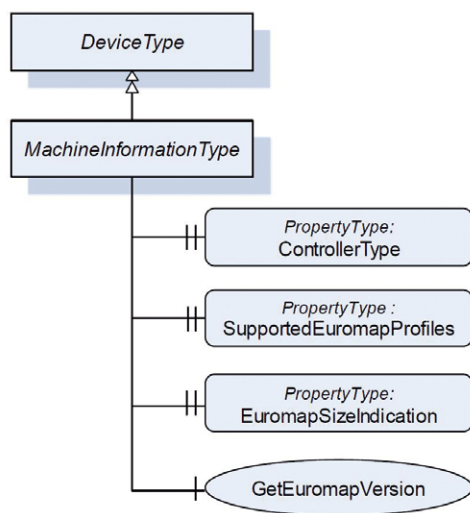 DeviceType
MachineInformationType
PropertyType:
ControllerType
PropertyType :
SupportedEuromapProfiles
PropertyType:
EuromapSizeIndication
GetEuromapVersion